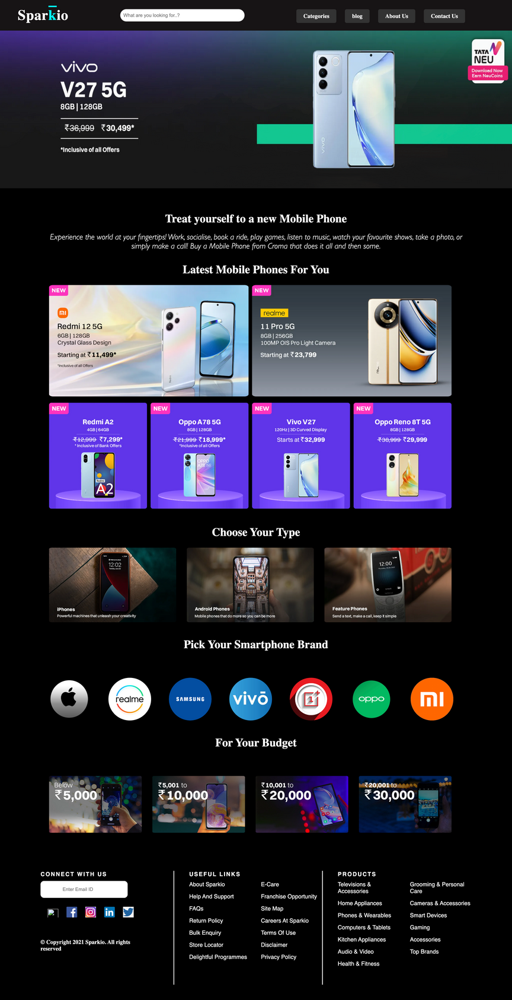 Sparkio
What are you looking for..?
Categories
blog
About Us
Contact Us
vivo
V27 5G
8GB | 128GB
₹36,999 ₹30,499*
*Inclusive of all Offers
TATA
NEU
Download Now
Earn NeuCoins
vivo
Treat yourself to a new Mobile Phone
Experience the world at your fingertips! Work, socialise, book a ride, play games, listen to music, watch your favourite shows, take a photo, or
simply make a call! Buy a Mobile Phone from Croma that does it all and then some.
Latest Mobile Phones For You
NEW
mi
Redmi 12 5G
6GB | 128GB
Crystal Glass Design
Starting at ₹11,499*
*Inclusive of all Offers
Redmi
NEW
realme
11 Pro 5G
8GB | 256GB
100MP OIS Pro Light Camera
Starting at ₹23,799
NEW
Redmi A2
4GB | 64GB
₹12,999 ₹7,299*
* Inclusive of Bank Offers
Redmi
A2
NEW
Oppo A78 5G
8GB | 128GB
₹21,999 ₹18,999*
*Inclusive of all Offers
OPPO
A78 5G
NEW
Vivo V27
120Hz | 3D Curved Display
Starts at ₹32,999
NEW
Oppo Reno 8T 5G
8GB | 128GB
₹38,999 ₹29,999
Choose Your Type
12:02
iPhones
Powerful machines that unleash your creativity
Android Phones
Mobile phones that do more so you can be more
12:00
Feature Phones
Send a text, make a call, keep it simple
Pick Your Smartphone Brand
realme
SAMSUNG
vivo
oppo
mi
For Your Budget
Below
₹5,000
₹5,001 to
₹10,000
₹10,001 to
₹20,000
₹20,001 to
₹30,000
CONNECT WITH US
Enter Email ID
© Copyright 2021 Sparkio. All rights
reserved
USEFUL LINKS
About Sparkio
Help And Support
FAQs
Return Policy
Bulk Enquiry
Store Locator
Delightful Programmes
E-Care
Franchise Opportunity
Site Map
Careers At Sparkio
Terms Of Use
Disclaimer
Privacy Policy
PRODUCTS
Televisions &
Accessories
Home Appliances
Phones & Wearables
Computers & Tablets
Kitchen Appliances
Audio & Video
Health & Fitness
Grooming & Personal
Care
Cameras & Accessories
Smart Devices
Gaming
Accessories
Top Brands